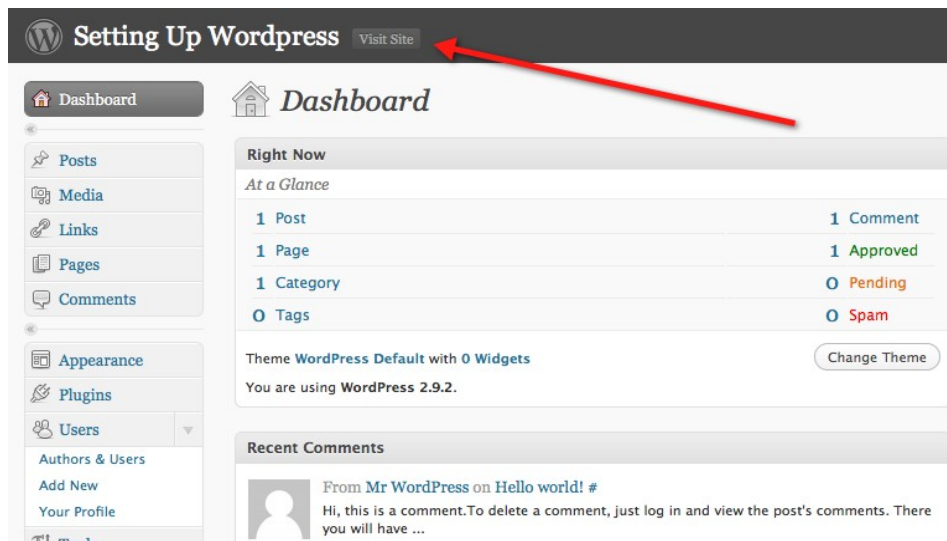 Setting Up Wordpress Visit Site
Dashboard
Posts
Media
Links
Pages
Comments
Appearance
Plugins
Users
Authors & Users
Add New
Your Profile
Dashboard
Right Now
At a Glance
1 Post 1 Comment
1 Page 1 Approved
1 Category 0 Pending
0 Tags 0 Spam
Theme WordPress Default with 0 Widgets Change Theme
You are using WordPress 2.9.2.
Recent Comments
From Mr WordPress on Hello world! #
Hi, this is a comment.To delete a comment, just log in and view the post's comments. There
you will have ...